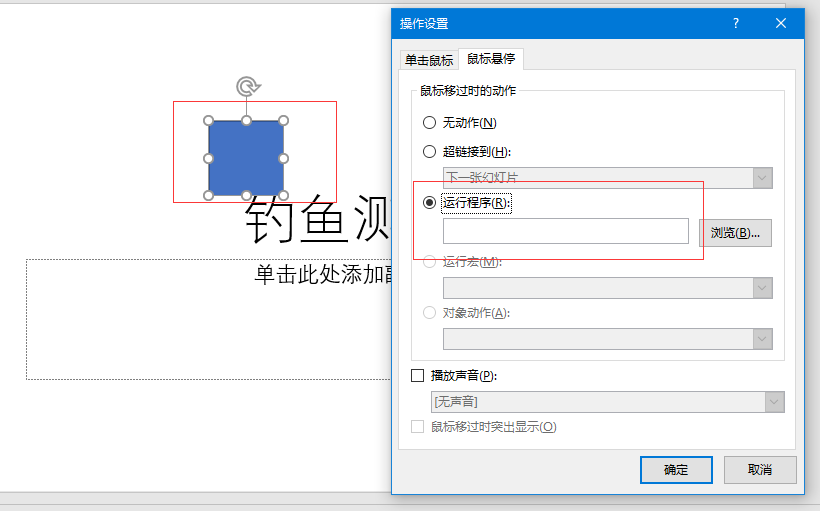 操作设置
?
单击鼠标
鼠标悬停
鼠标移过时的动作
无动作(N)
超链接到(H):
下一张幻灯片
运行程序(R):
浏览(B)...
运行宏(M):
对象动作(A):
播放声音(P):
[无声音]
鼠标移过时突出显示(O)
确定
取消
钓鱼测
单击此处添加